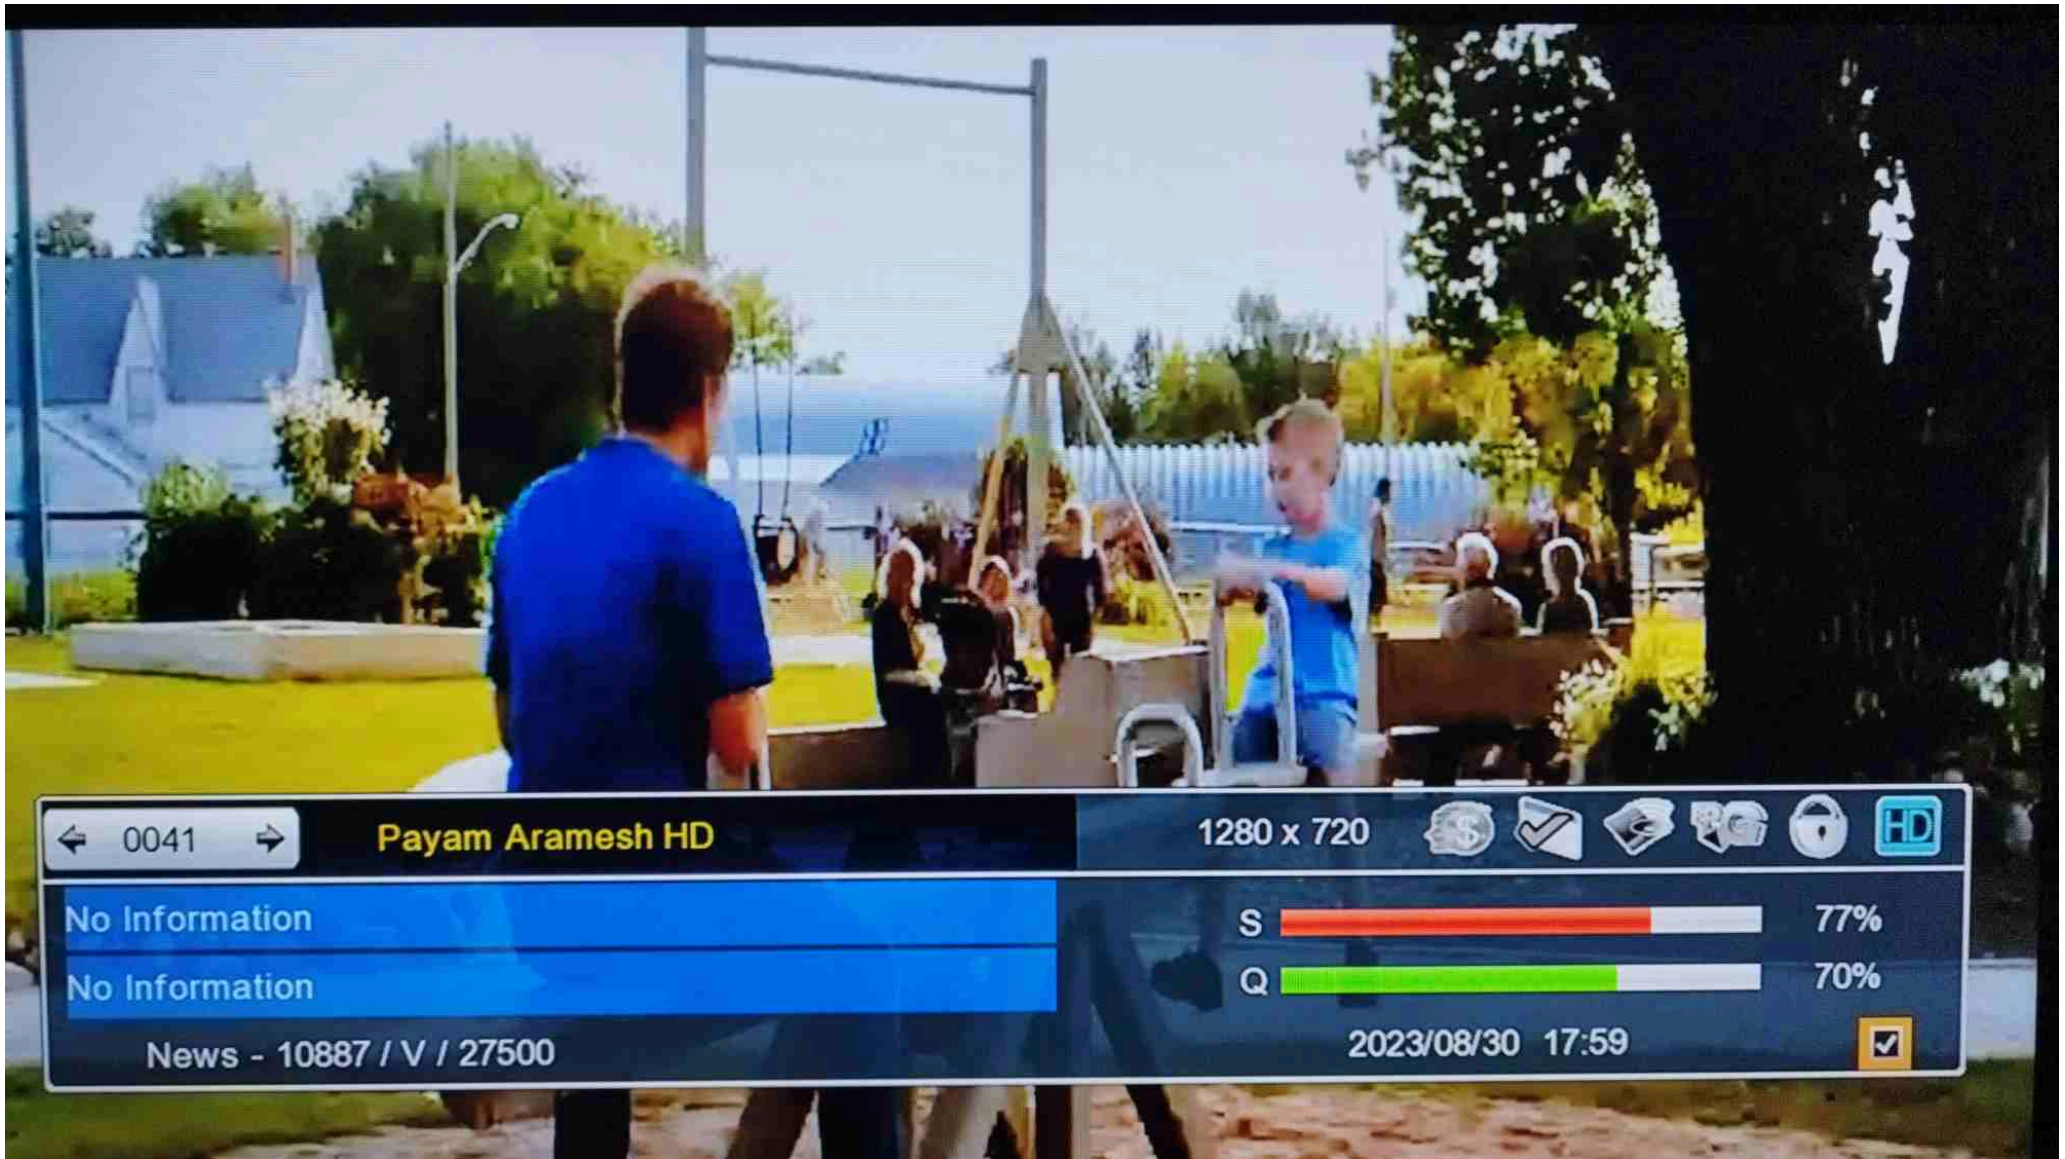 0041
Payam Aramesh HD
1280 x 720
HD
No Information
No Information
S 77%
Q 70%
News - 10887 / V / 27500
2023/08/30 17:59